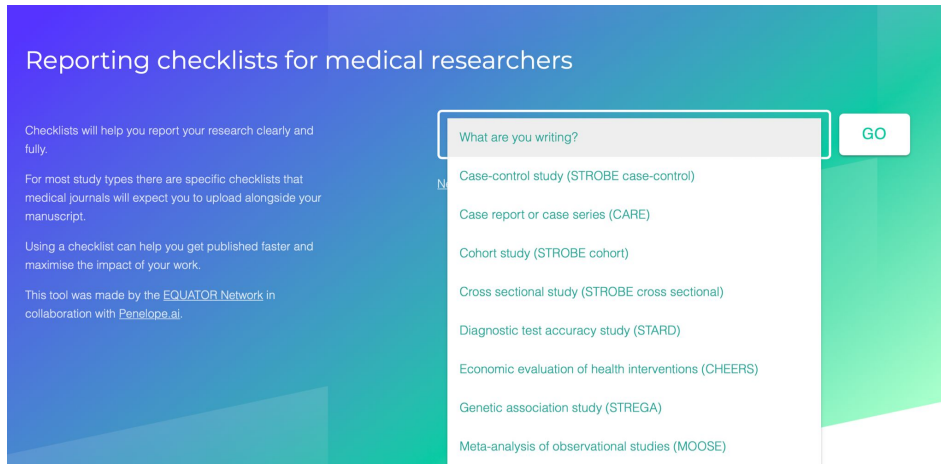 Reporting checklists for medical researchers
Checklists will help you report your research clearly and
fully.
For most study types there are specific checklists that
medical journals will expect you to upload alongside your
manuscript.
Using a checklist can help you get published faster and
maximise the impact of your work.
This tool was made by the EQUATOR Network in
collaboration with Penelope.ai.
What are you writing?
GO
Case-control study (STROBE case-control)
Case report or case series (CARE)
Cohort study (STROBE cohort)
Cross sectional study (STROBE cross sectional)
Diagnostic test accuracy study (STARD)
Economic evaluation of health interventions (CHEERS)
Genetic association study (STREGA)
Meta-analysis of observational studies (MOOSE)